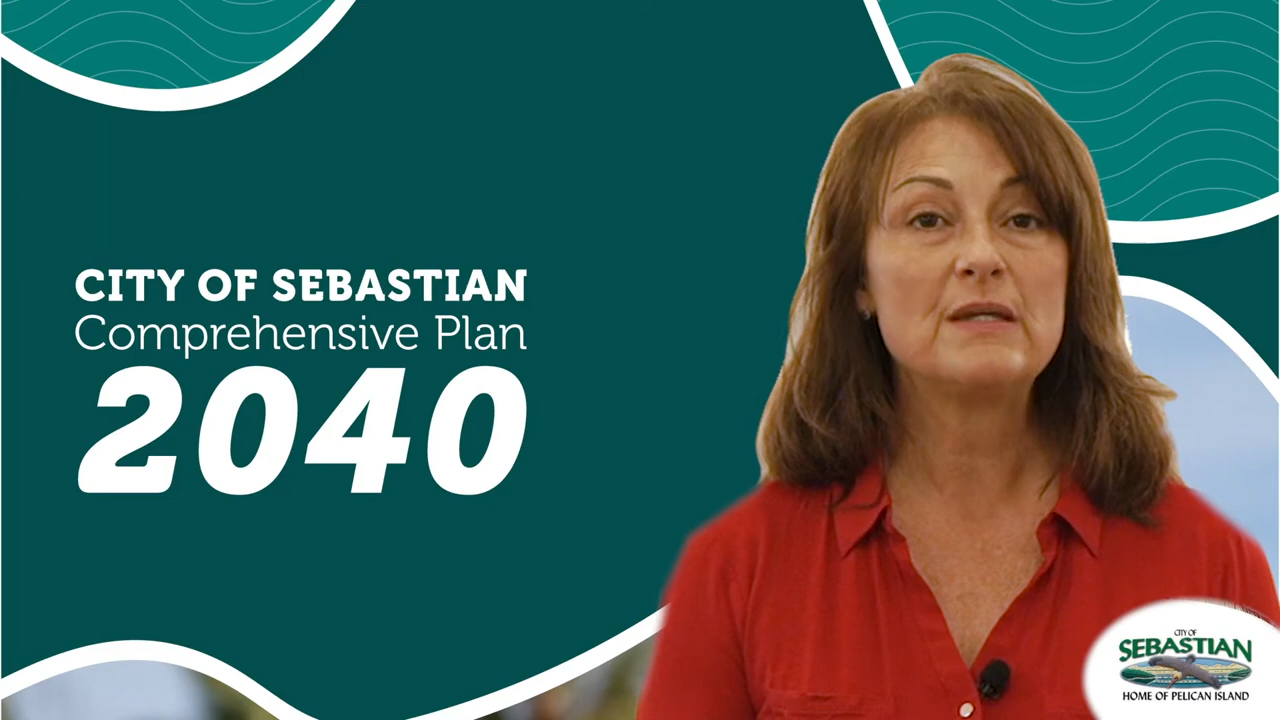 CITY OF SEBASTIAN
Comprehensive Plan
2040
CITY OF
SEBASTIAN
HOME OF PELICAN ISLAND